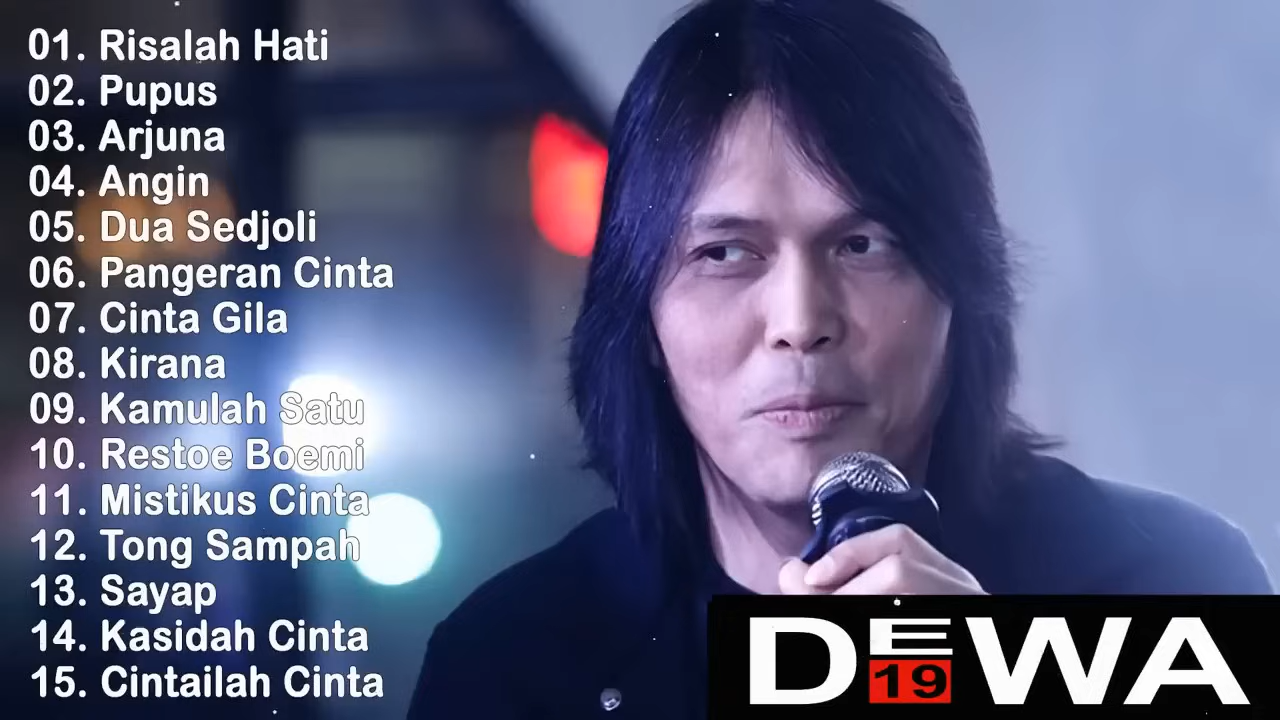 01. Risalah Hati
02. Pupus
03. Arjuna
04. Angin
05. Dua Sedjoli
06. Pangeran Cinta
07. Cinta Gila
08. Kirana
09. Kamulah Satu
10. Restoe Boemi
11. Mistikus Cinta
12. Tong Sampah
13. Sayap
14. Kasidah Cinta
15. Cintailah Cinta
DEWA
19